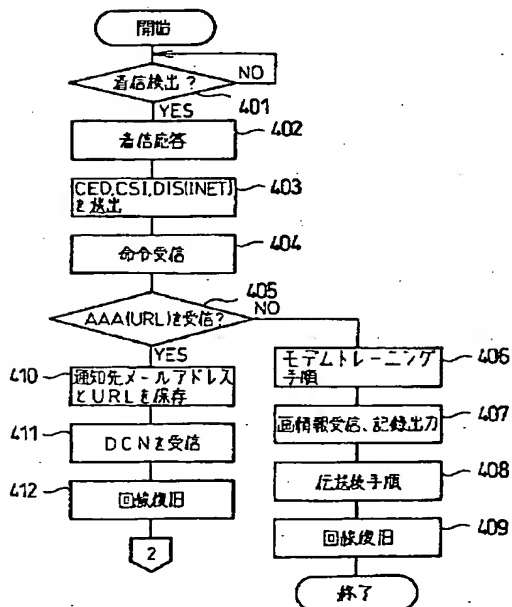 開始
着信検出?
NO
401
YES
着信応答
402
CED,CSI,DIS(INET)
を送出
403
命令受信
404
AAA(URL)を受信?
405
NO
YES
410
通知先メールアドレス
とURLを保存
411
DCNを受信
412
回線復旧
2
モデムトレーニング
手順
406
画情報受信、記録出力
407
伝送後手順
408
回線復旧
409
終了